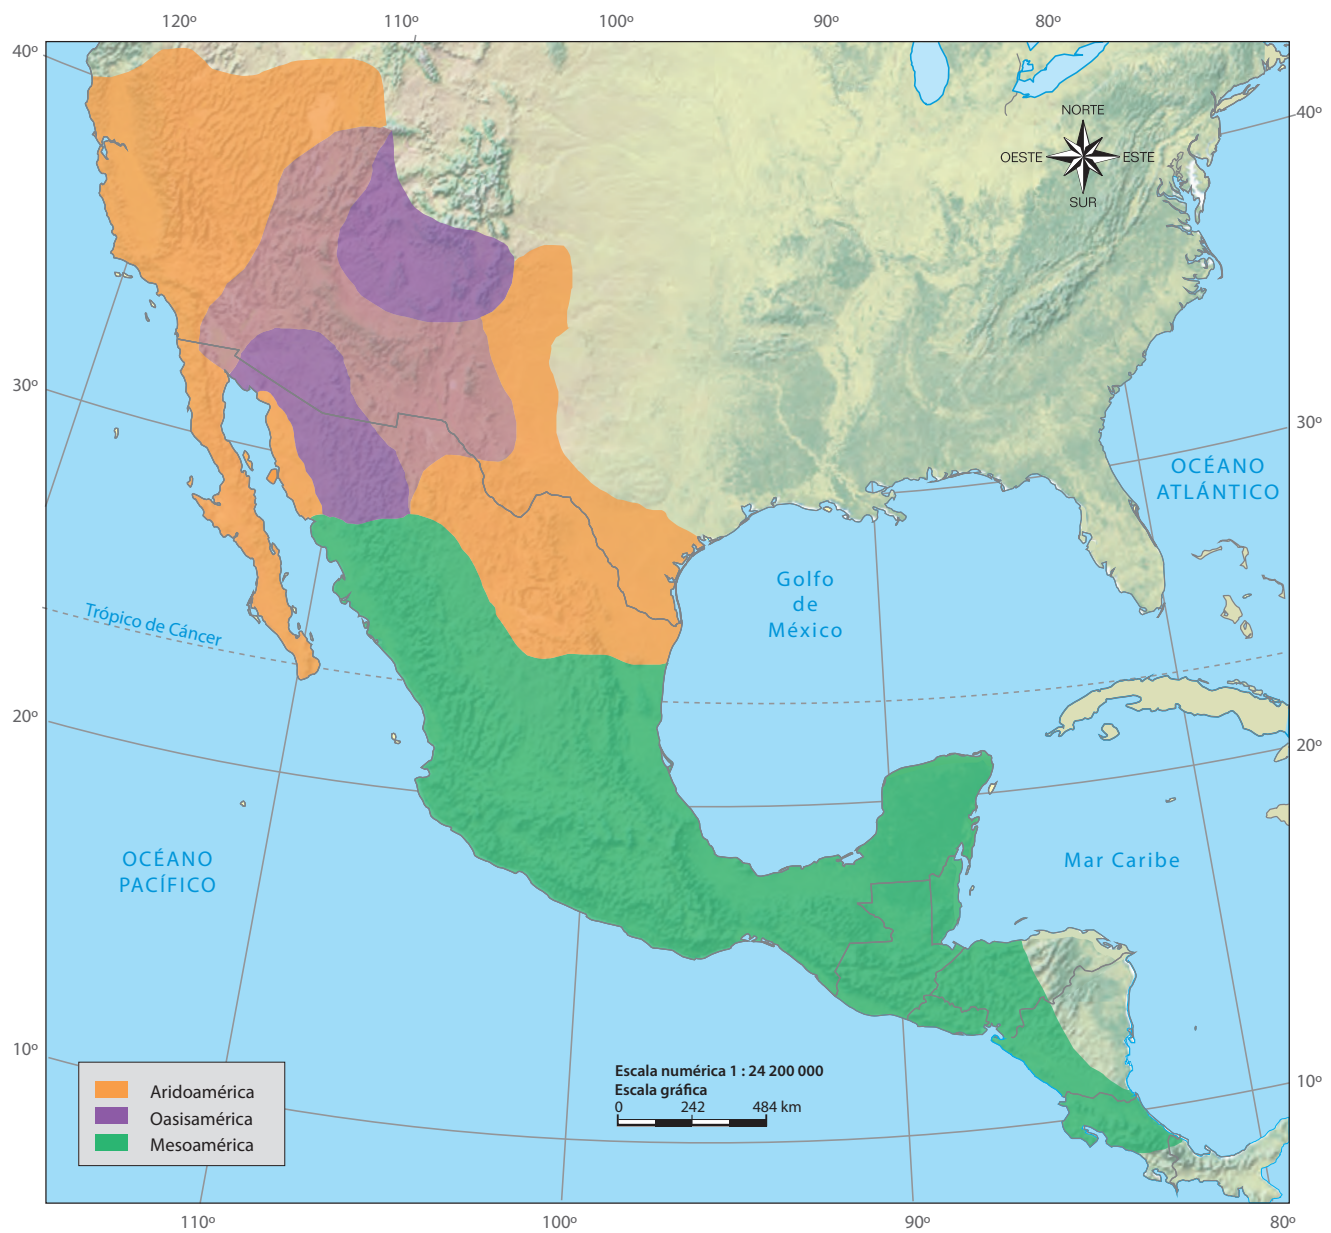 120º 110º 100º 90º 80º
40º
NORTE
40º
OESTE ESTE
SUR
30º
30º
OCÉANO
ATLÁNTICO
Golfo
de
México
Trópico de Cáncer
20º
20º
OCÉANO
PACÍFICO
Mar Caribe
10º
10º
Escala numérica 1 : 24 200 000
Escala gráfica
0 242 484 km
Aridoamérica
Oasisamérica
Mesoamérica
110º 100º 90º 80º